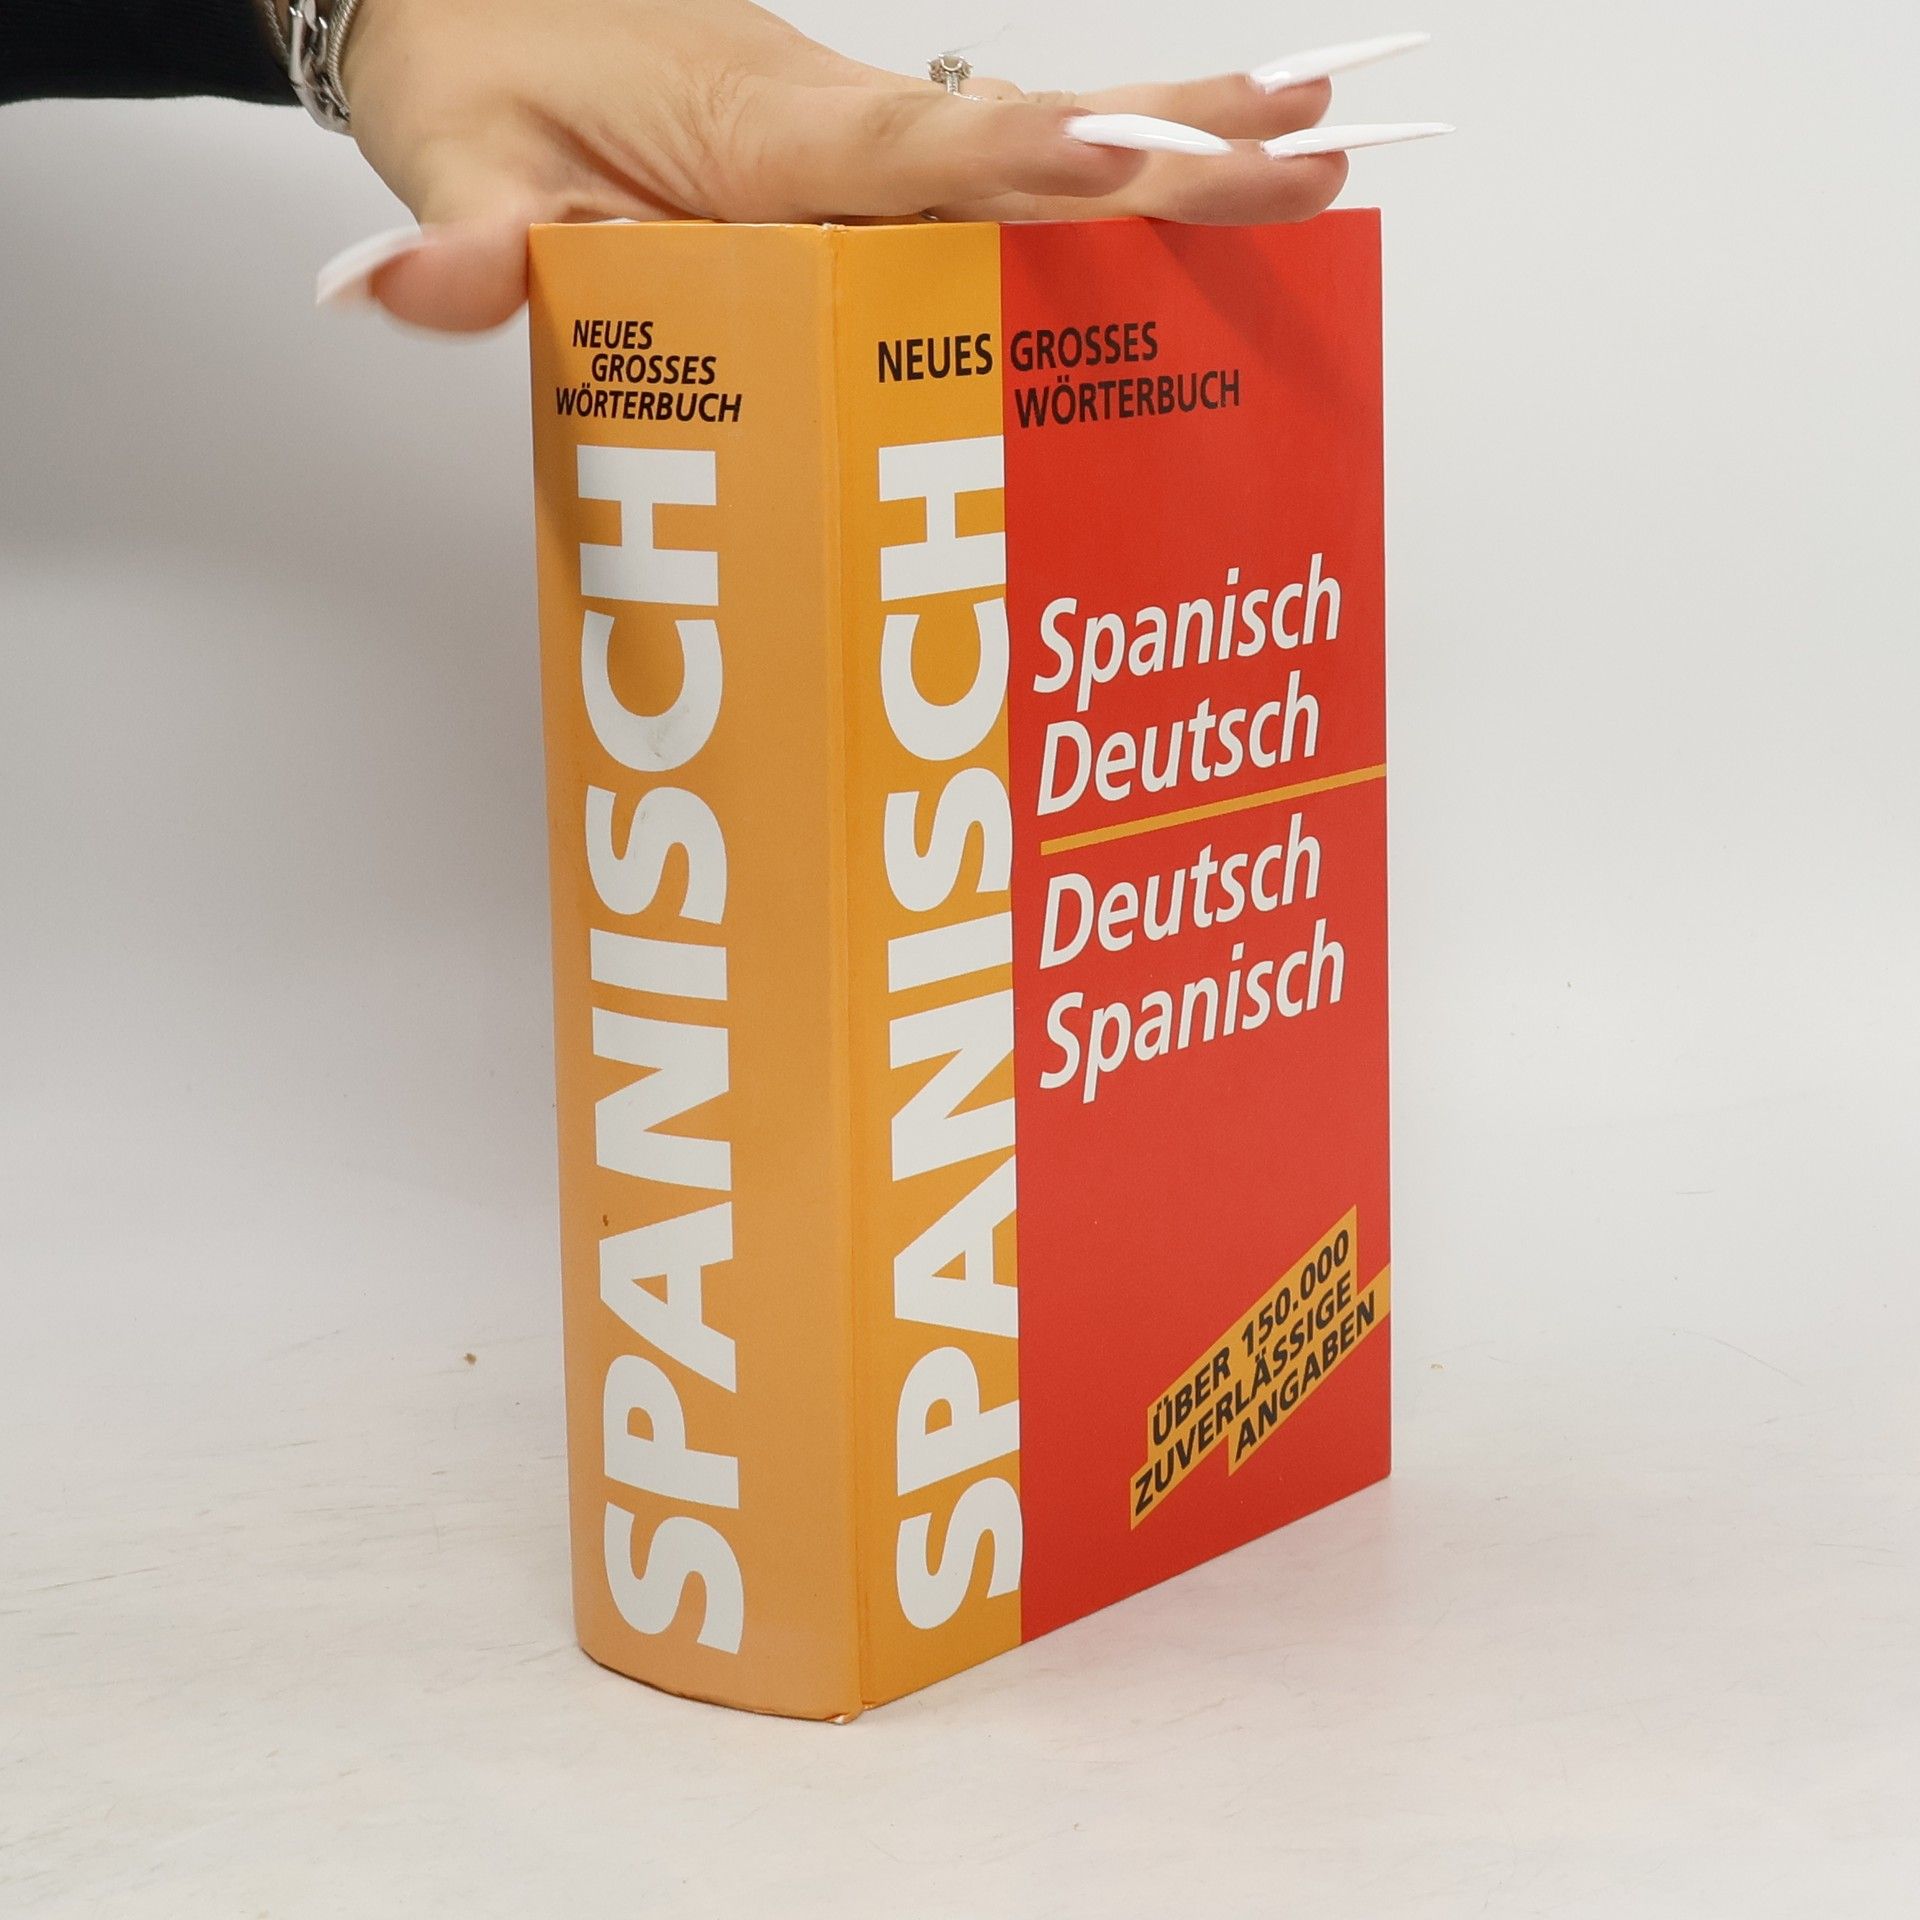 NEUES
GROSSES
WÖRTERBUCH
SPANISCH
NEUES GROSSES
WÖRTERBUCH
SPANISCH
Spanisch
Deutsch
Deutsch
Spanisch
ÜBER 150.000
ZUVERLÄSSIGE
ANGABEN